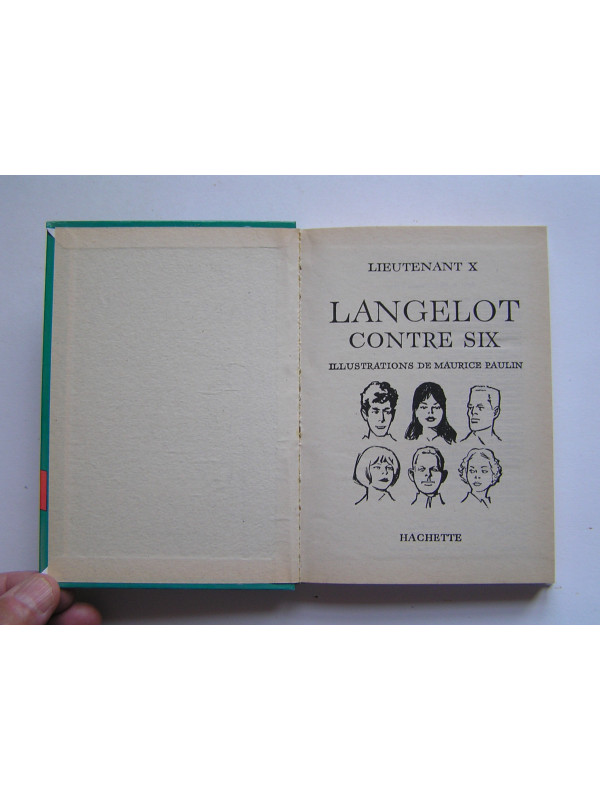 LIEUTENANT X
LANGELOT
CONTRE SIX
ILLUSTRATIONS DE MAURICE PAULIN
HACHETTE